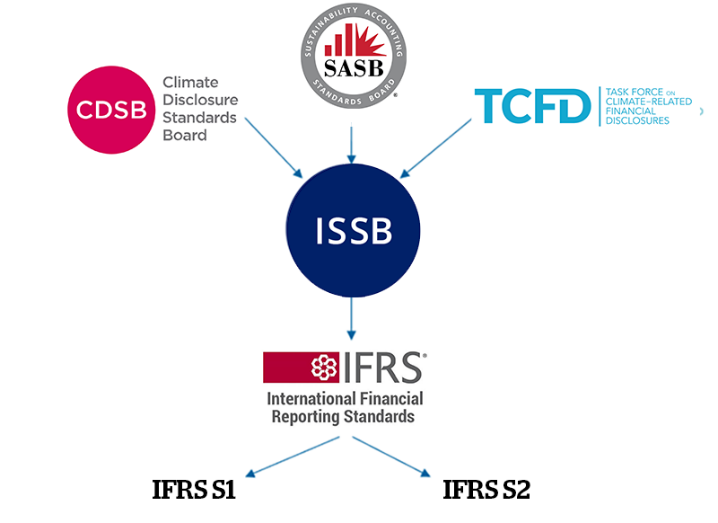 SUSTAINABILITY ACCOUNTING
SASB
STANDARDS BOARD
®
CDSB
Climate
Disclosure
Standards
Board
TCFD
TASK FORCE ON
CLIMATE-RELATED
FINANCIAL
DISCLOSURES
ISSB
IFRS®
International Financial
Reporting Standards
IFRS S1
IFRS S2